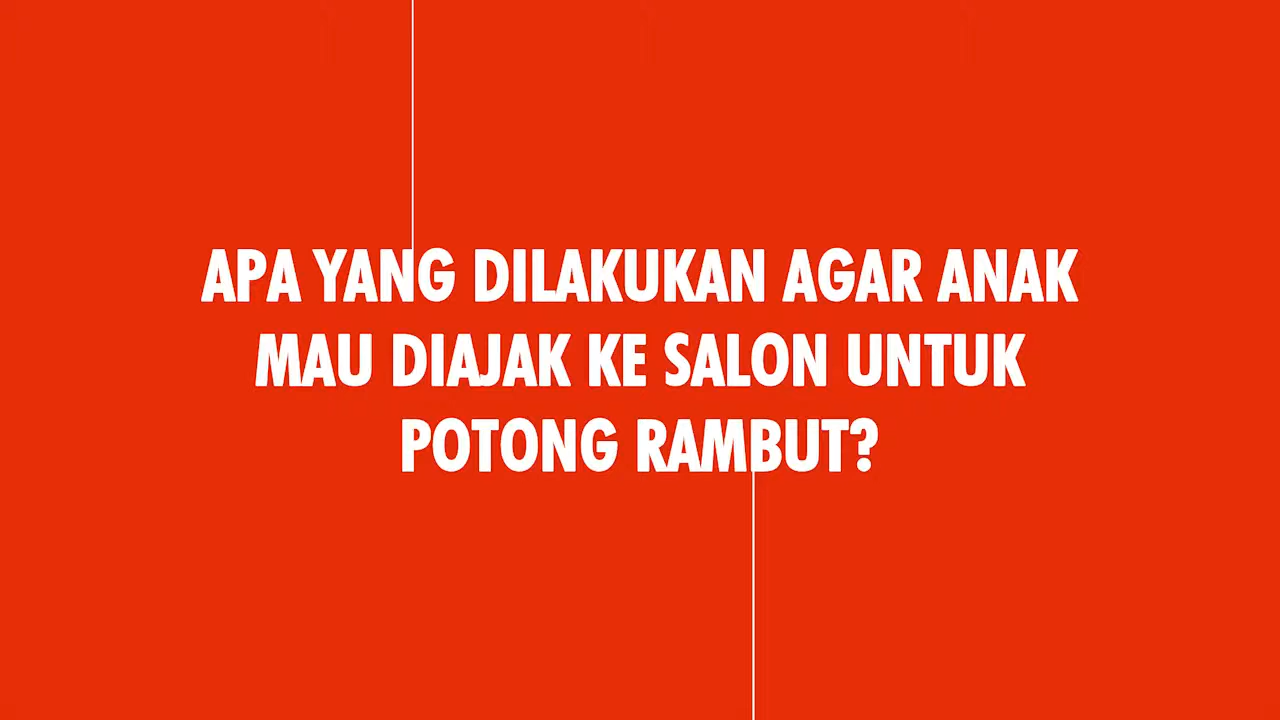 APA YANG DILAKUKAN AGAR ANAK
MAU DIAJAK KE SALON UNTUK
POTONG RAMBUT?